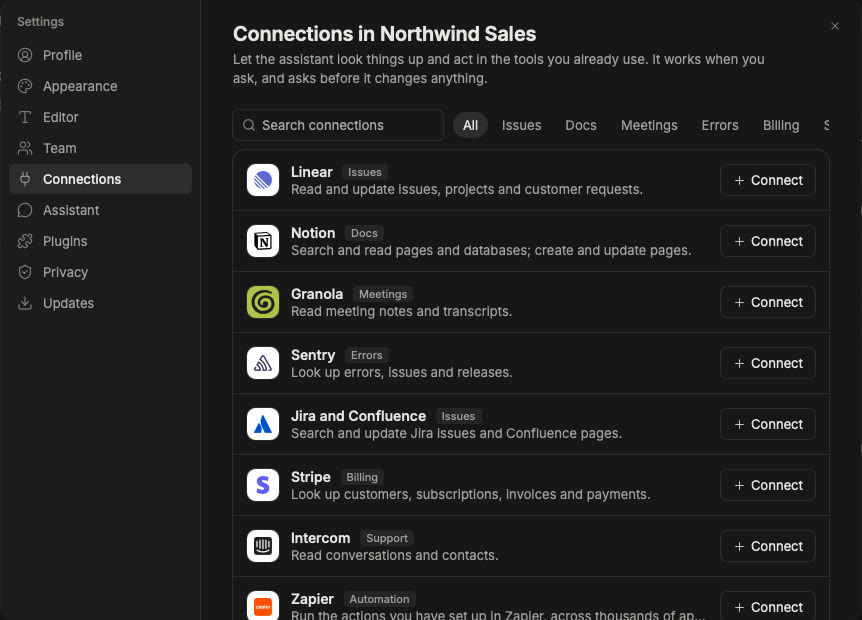 Settings
Profile
Appearance
Editor
Team
Connections
Assistant
Plugins
Privacy
Updates
Connections in Northwind Sales
Let the assistant look things up and act in the tools you already use. It works when you
ask, and asks before it changes anything.
Search connections
All Issues Docs Meetings Errors Billing S
Linear Issues
Read and update issues, projects and customer requests.
+ Connect
Notion Docs
Search and read pages and databases; create and update pages.
+ Connect
Granola Meetings
Read meeting notes and transcripts.
+ Connect
Sentry Errors
Look up errors, issues and releases.
+ Connect
Jira and Confluence Issues
Search and update Jira issues and Confluence pages.
+ Connect
Stripe Billing
Look up customers, subscriptions, invoices and payments.
+ Connect
Intercom Support
Read conversations and contacts.
+ Connect
zapier
Zapier Automation
Run the actions you have set up in Zapier, across thousands of ap...
+ Connect